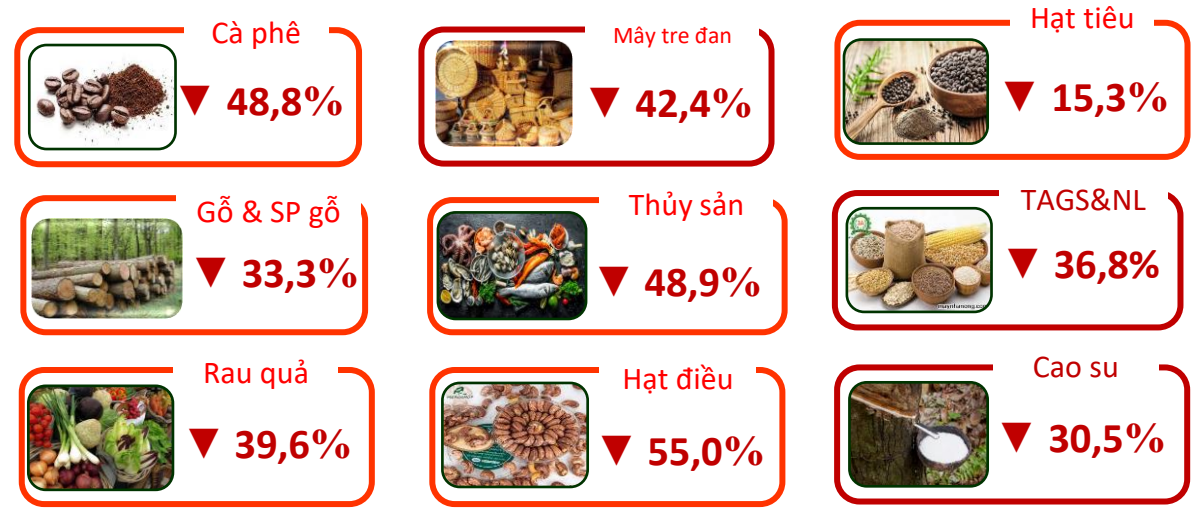 Cà phê
▼ 48,8%
Mây tre đan
▼ 42,4%
Hạt tiêu
▼ 15,3%
Gỗ & SP gỗ
▼ 33,3%
Thủy sản
▼ 48,9%
TAGS&NL
▼ 36,8%
Rau quả
▼ 39,6%
Hạt điều
▼ 55,0%
Cao su
▼ 30,5%